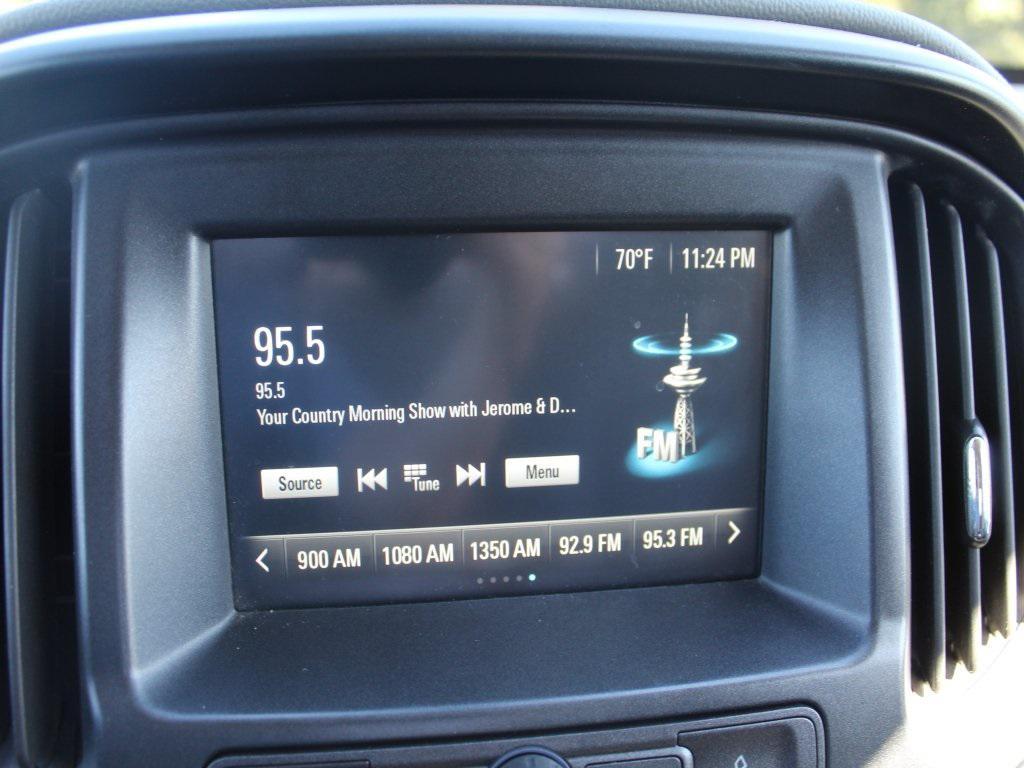 70°F 11:24 PM
95.5
95.5
Your Country Morning Show with Jerome & D...
FM
Source Tune Menu
900 AM 1080 AM 1350 AM 92.9 FM 95.3 FM